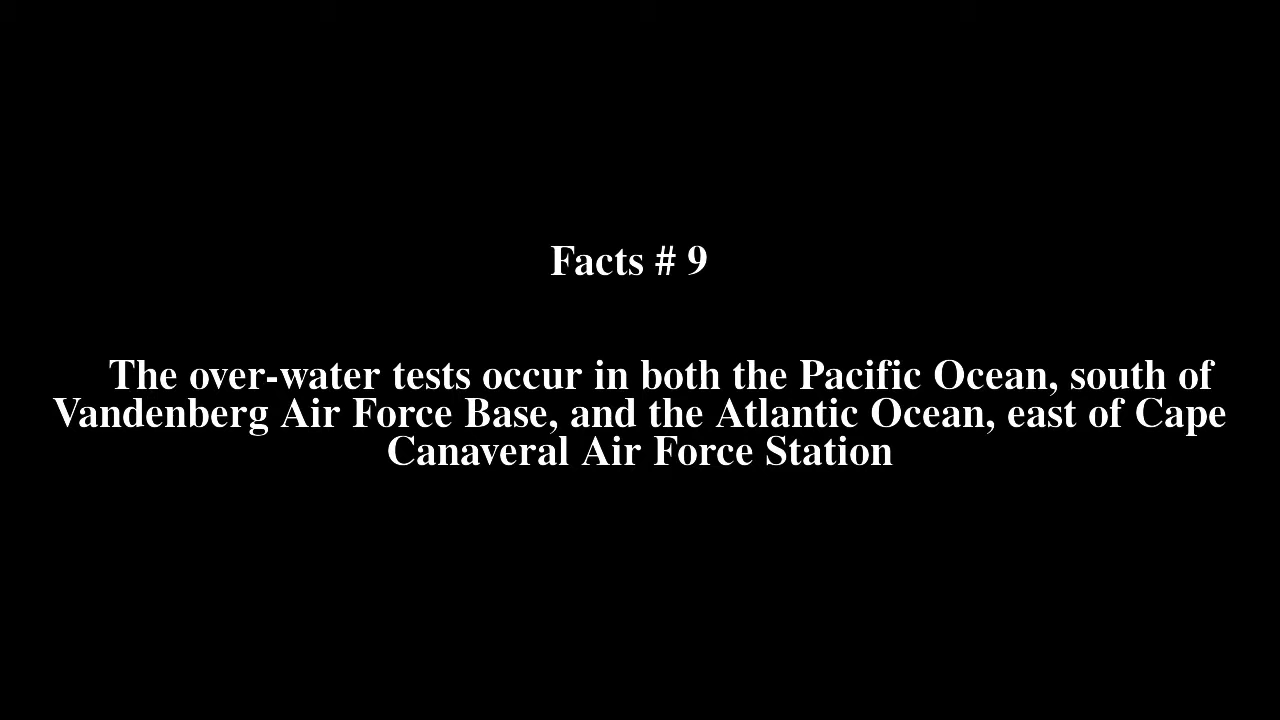 Facts # 9
The over-water tests occur in both the Pacific Ocean, south of
Vandenberg Air Force Base, and the Atlantic Ocean, east of Cape
Canaveral Air Force Station